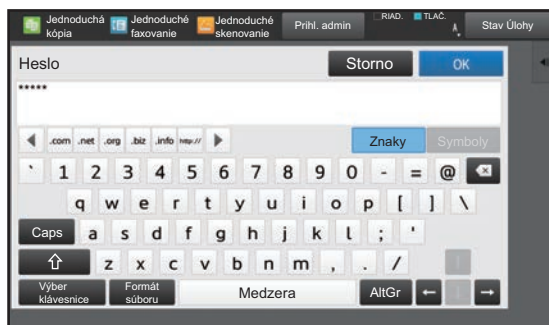 Jednoduchá kópia
Jednoduché faxovanie
Jednoduché skenovanie
Prihl. admin
RIAD.
TLAČ.
Stav Úlohy
Heslo
Storno
OK
*****
.com .net .org .biz .info http://
Znaky
Symboly
` 1 2 3 4 5 6 7 8 9 0 - = @
q w e r t y u i o p [ ] \
Caps a s d f g h j k l ; '
z x c v b n m , . /
Výber klávesnice
Formát súboru
Medzera
AltGr